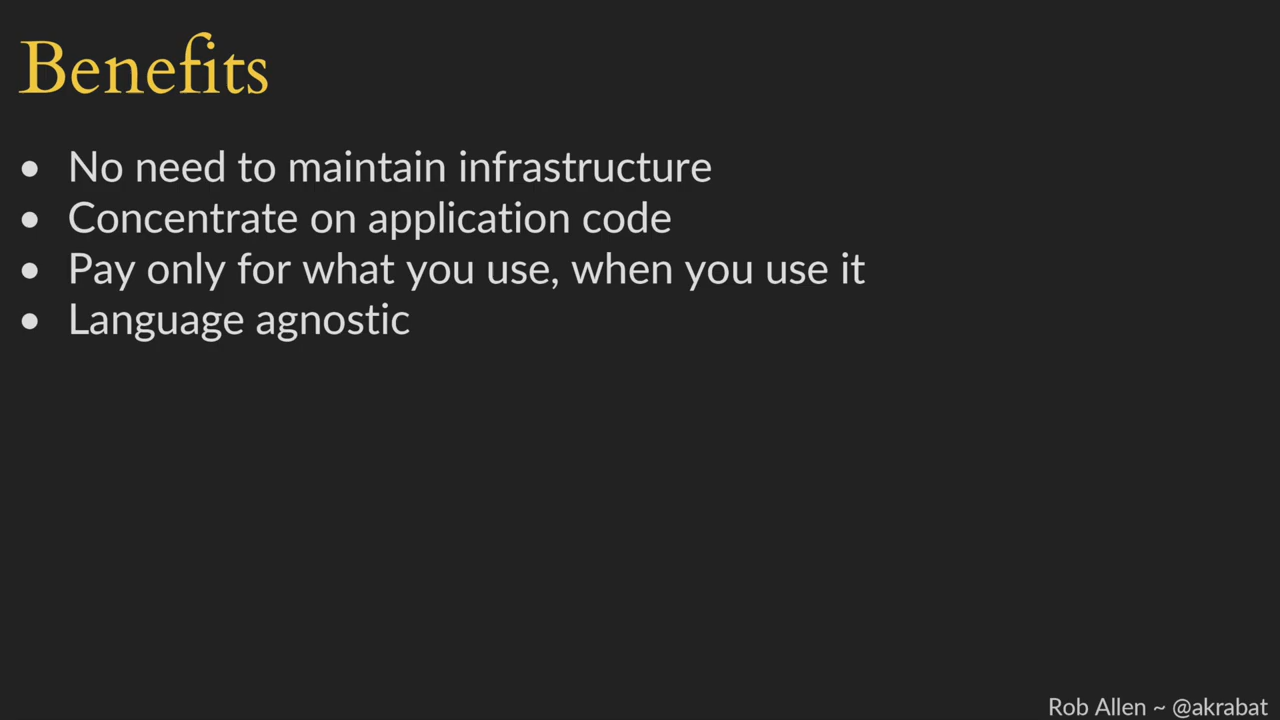 Benefits
• No need to maintain infrastructure
• Concentrate on application code
• Pay only for what you use, when you use it
• Language agnostic
Rob Allen ~ @akrabat